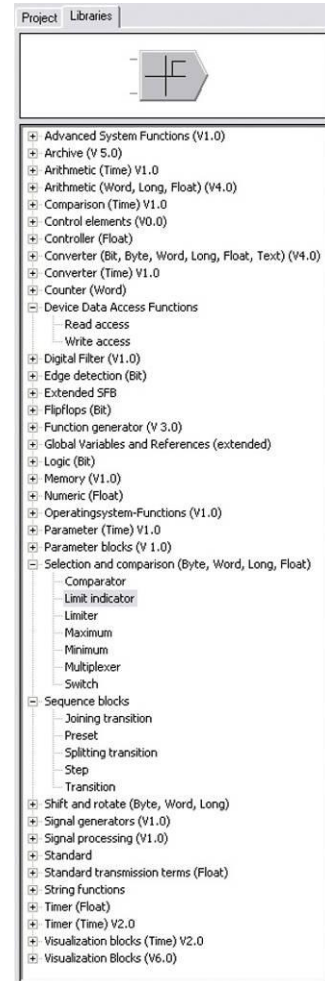 Project Libraries
Advanced System Functions (V1.0)
Archive (V 5.0)
Arithmetic (Time) V1.0
Arithmetic (Word, Long, Float) (V4.0)
Comparison (Time) V1.0
Control elements (V0.0)
Controller (Float)
Converter (Bit, Byte, Word, Long, Float, Text) (V4.0)
Converter (Time) V1.0
Counter (Word)
Device Data Access Functions
Read access
Write access
Digital Filter (V1.0)
Edge detection (Bit)
Extended SFB
Flipflops (Bit)
Function generator (V 3.0)
Global Variables and References (extended)
Logic (Bit)
Memory (V1.0)
Numeric (Float)
Operatingsystem-Functions (V1.0)
Parameter (Time) V1.0
Parameter blocks (V 1.0)
Selection and comparison (Byte, Word, Long, Float)
Comparator
Limit indicator
Limiter
Maximum
Minimum
Multiplexer
Switch
Sequence blocks
Joining transition
Preset
Splitting transition
Step
Transition
Shift and rotate (Byte, Word, Long)
Signal generators (V1.0)
Signal processing (V1.0)
Standard
Standard transmission terms (Float)
String functions
Timer (Float)
Timer (Time) V2.0
Visualization blocks (Time) V2.0
Visualization Blocks (V6.0)